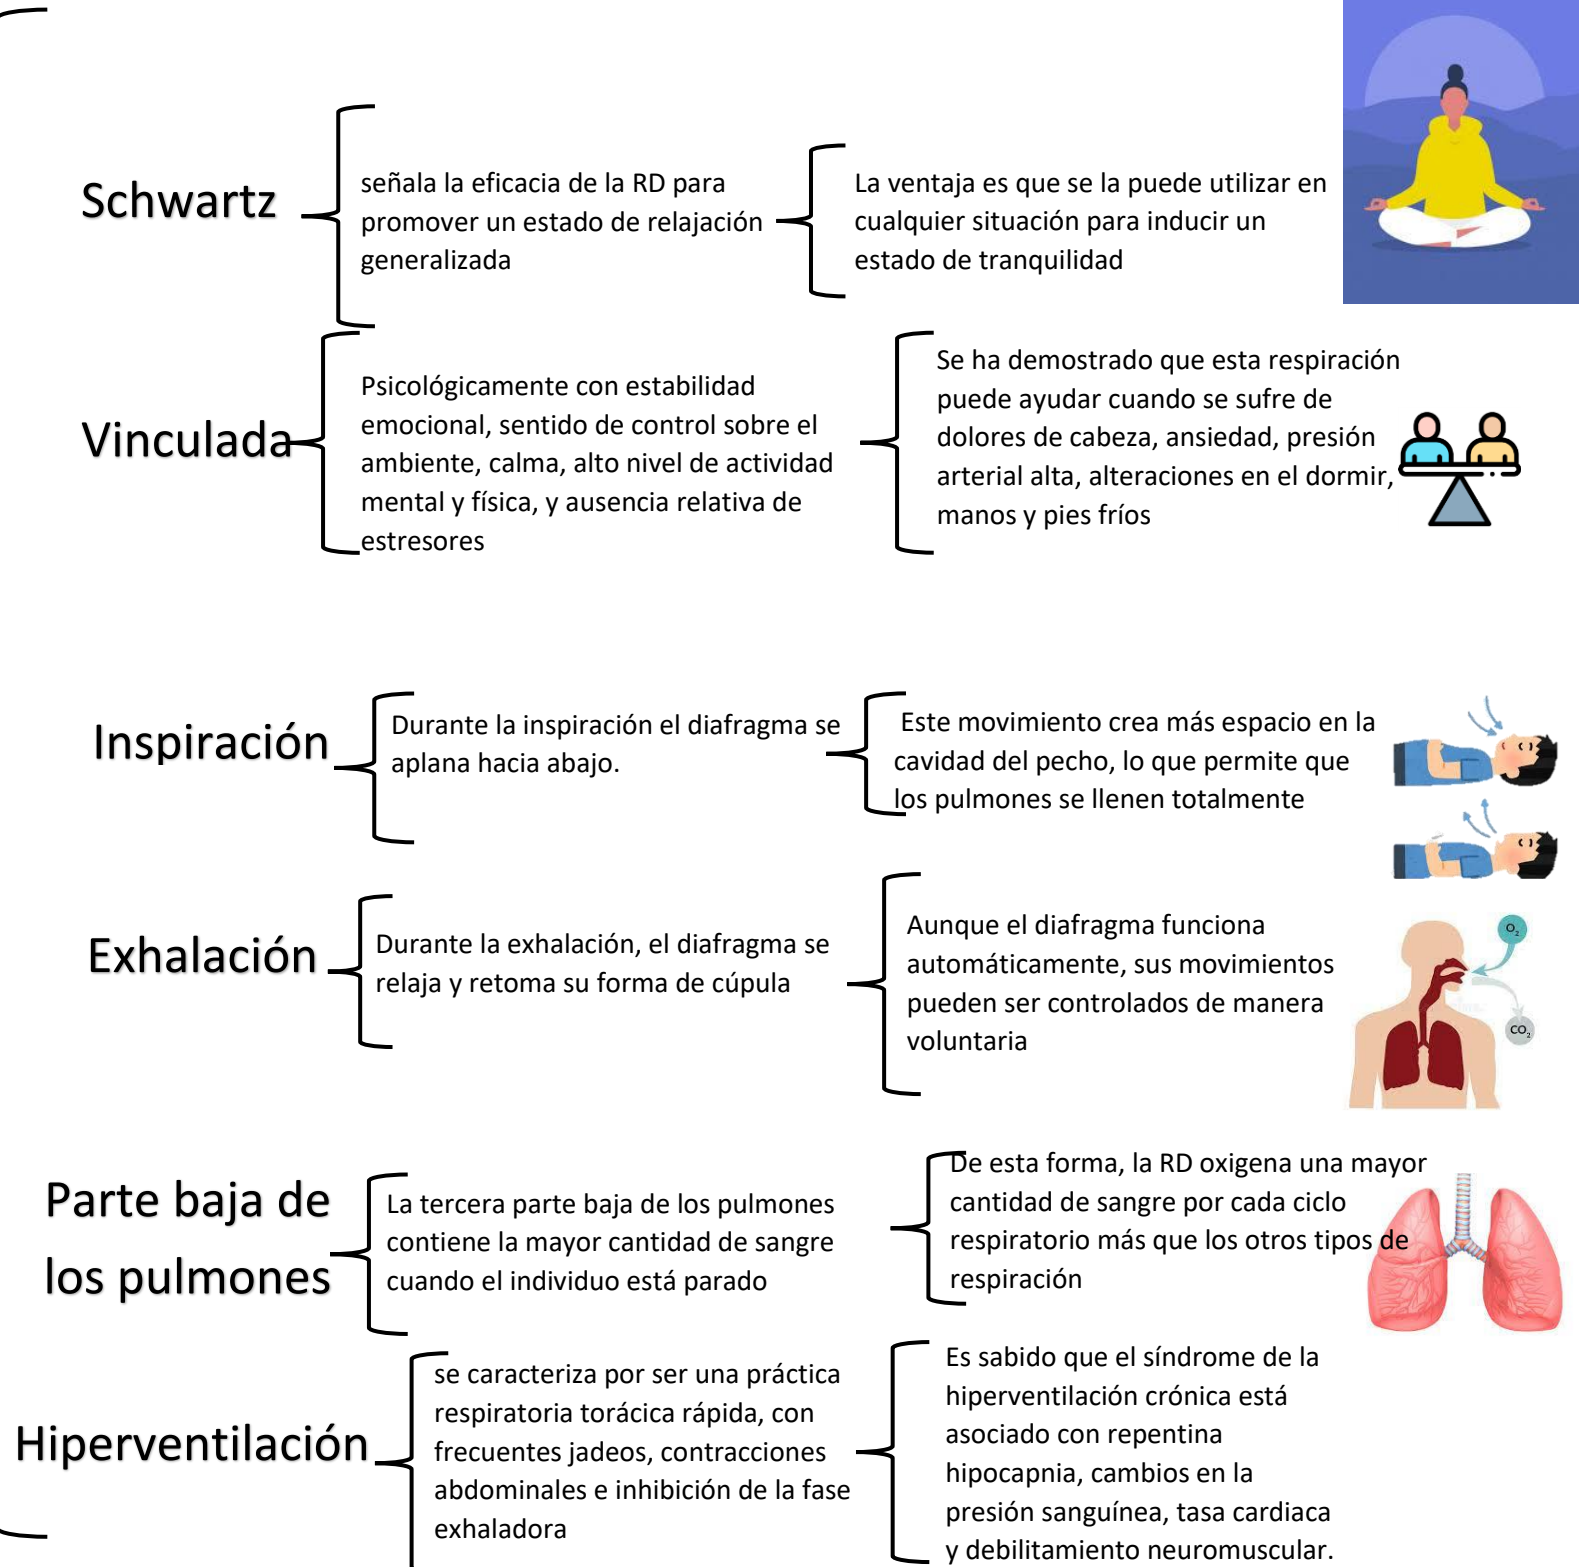 Schwartz
señala la eficacia de la RD para
promover un estado de relajación
generalizada
La ventaja es que se la puede utilizar en
cualquier situación para inducir un
estado de tranquilidad
Vinculada
Psicológicamente con estabilidad
emocional, sentido de control sobre el
ambiente, calma, alto nivel de actividad
mental y física, y ausencia relativa de
estresores
Se ha demostrado que esta respiración
puede ayudar cuando se sufre de
dolores de cabeza, ansiedad, presión
arterial alta, alteraciones en el dormir,
manos y pies fríos
Inspiración
Durante la inspiración el diafragma se
aplana hacia abajo.
Este movimiento crea más espacio en la
cavidad del pecho, lo que permite que
los pulmones se llenen totalmente
Exhalación
Durante la exhalación, el diafragma se
relaja y retoma su forma de cúpula
Aunque el diafragma funciona
automáticamente, sus movimientos
pueden ser controlados de manera
voluntaria
O₂
CO₂
Parte baja de
los pulmones
La tercera parte baja de los pulmones
contiene la mayor cantidad de sangre
cuando el individuo está parado
De esta forma, la RD oxigena una mayor
cantidad de sangre por cada ciclo
respiratorio más que los otros tipos de
respiración
Hiperventilación
se caracteriza por ser una práctica
respiratoria torácica rápida, con
frecuentes jadeos, contracciones
abdominales e inhibición de la fase
exhaladora
Es sabido que el síndrome de la
hiperventilación crónica está
asociado con repentina
hipocapnia, cambios en la
presión sanguínea, tasa cardiaca
y debilitamiento neuromuscular.